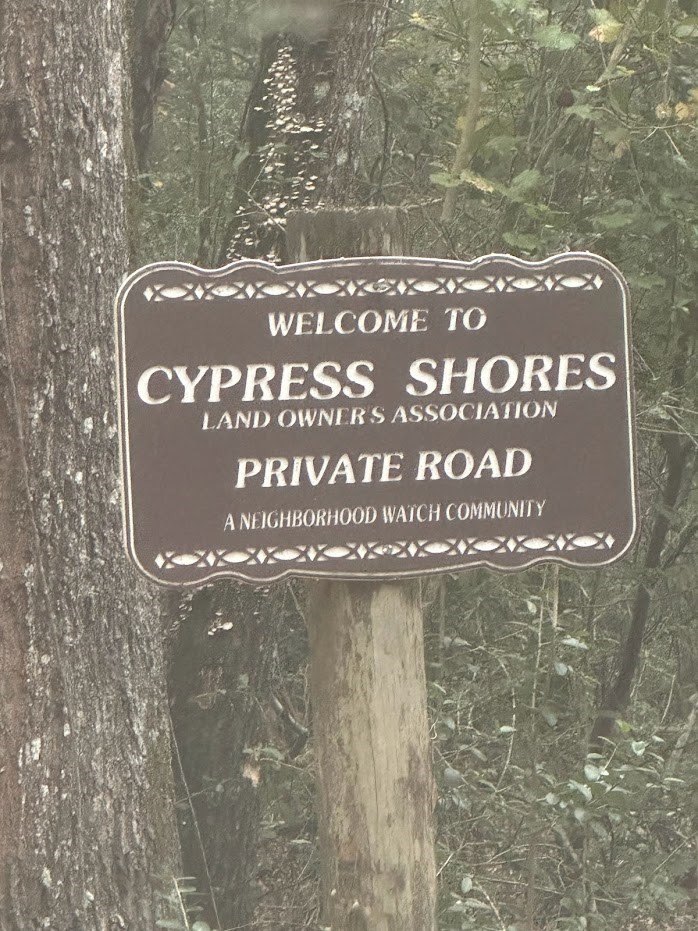 WELCOME TO
CYPRESS SHORES
LAND OWNER'S ASSOCIATION
PRIVATE ROAD
A NEIGHBORHOOD WATCH COMMUNITY